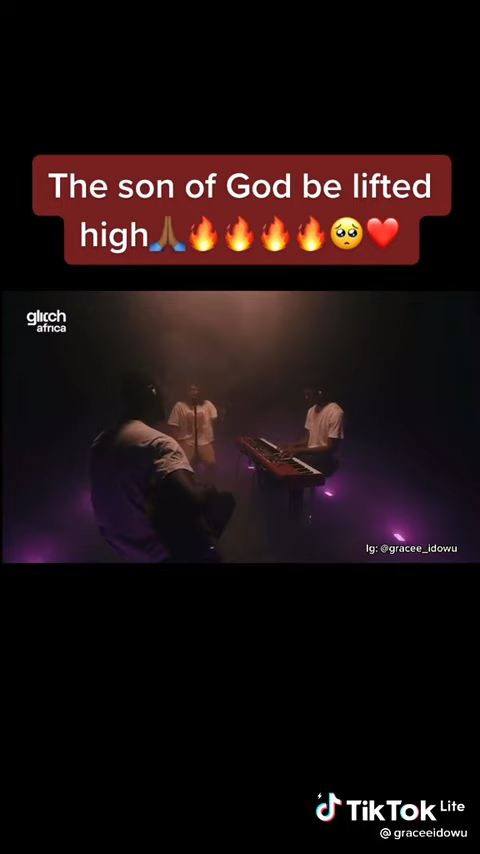 The son of God be lifted
high🙏🏾🔥🔥🔥🔥🥺❤️
glitch
africa
Ig: @gracee_idowu
TikTok Lite
@graceeidowu